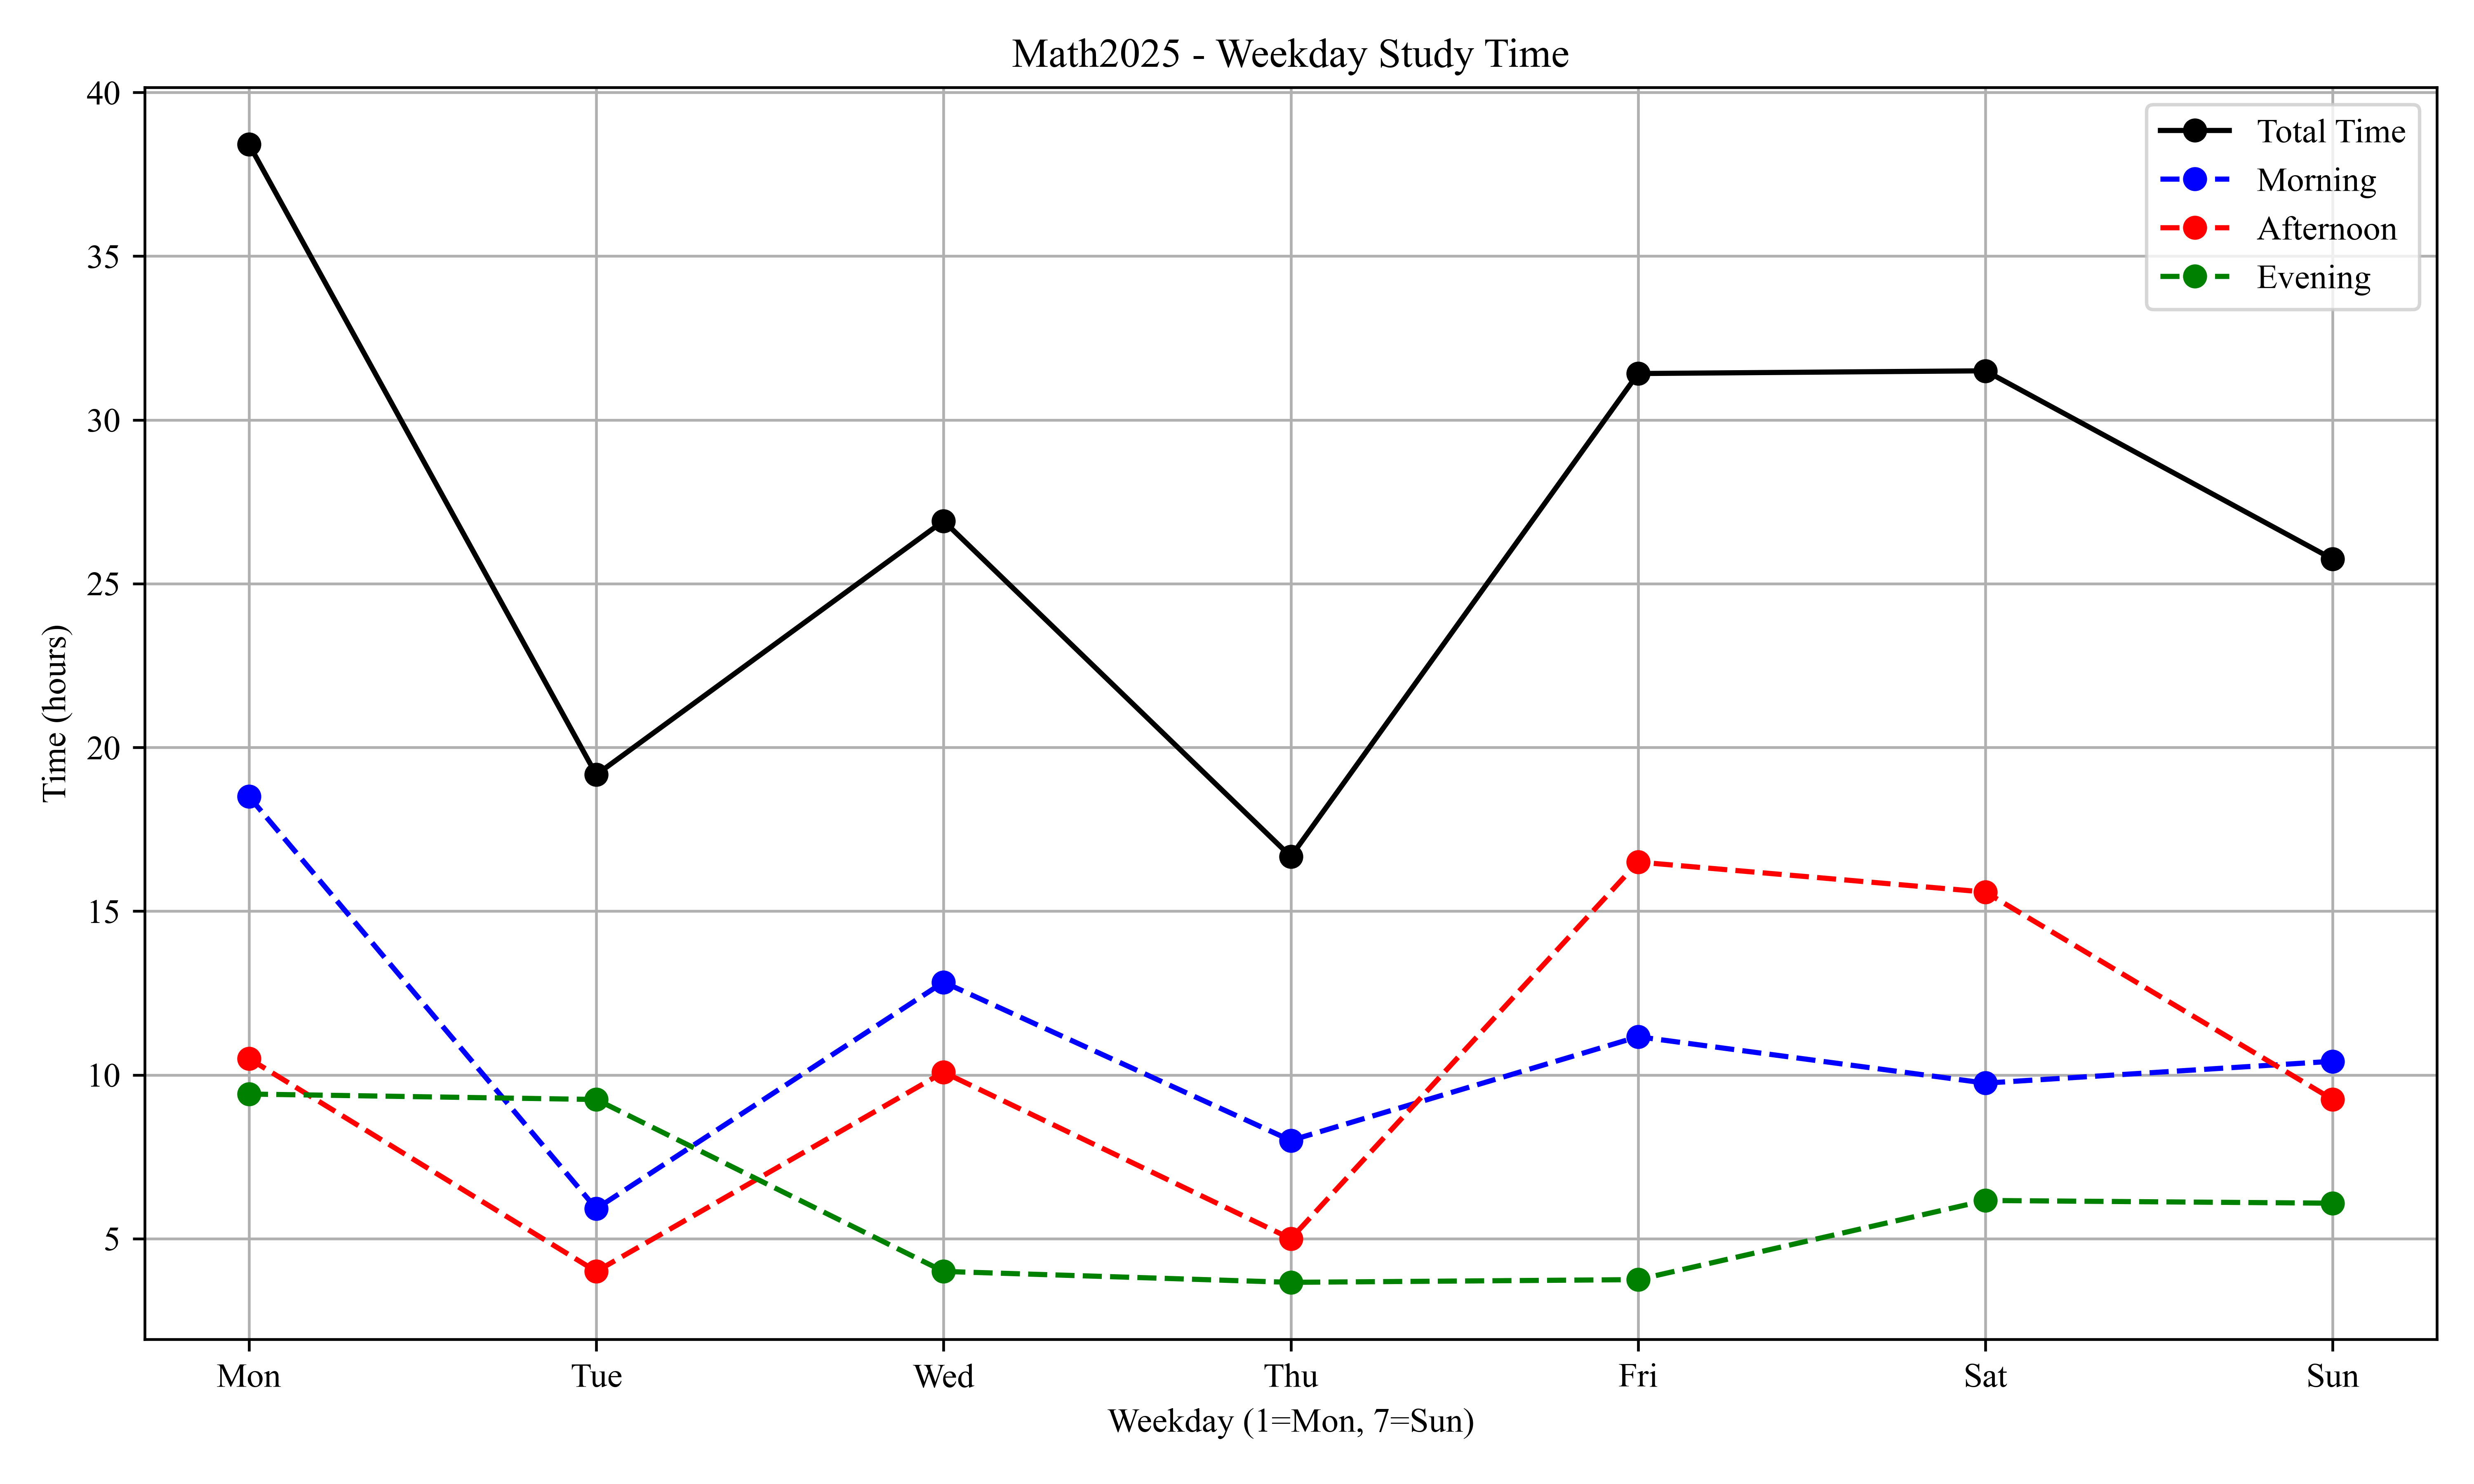 Math2025 - Weekday Study Time
Total Time
Morning
Afternoon
Evening
Time (hours)
40
35
30
25
20
15
10
5
Mon Tue Wed Thu Fri Sat Sun
Weekday (1=Mon, 7=Sun)